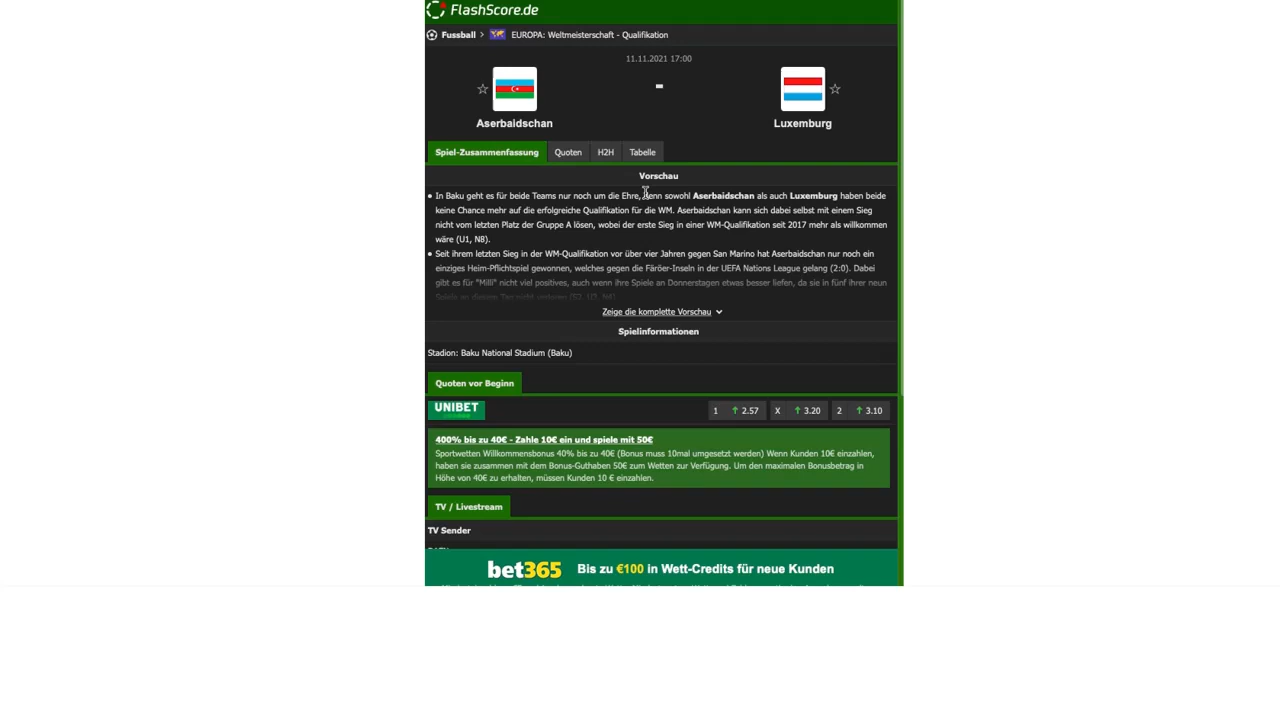 FlashScore.de
Fussball > EUROPA: Weltmeisterschaft - Qualifikation
11.11.2021 17:00
-
Aserbaidschan Luxemburg
Spiel-Zusammenfassung Quoten H2H Tabelle
Vorschau
• In Baku geht es für beide Teams nur noch um die Ehre, denn sowohl Aserbaidschan als auch Luxemburg haben beide
keine Chance mehr auf die erfolgreiche Qualifikation für die WM. Aserbaidschan kann sich dabei selbst mit einem Sieg
nicht vom letzten Platz der Gruppe A lösen, wobei der erste Sieg in einer WM-Qualifikation seit 2017 mehr als willkommen
wäre (U1, N8).
• Seit ihrem letzten Sieg in der WM-Qualifikation vor über vier Jahren gegen San Marino hat Aserbaidschan nur noch ein
einziges Heim-Pflichtspiel gewonnen, welches gegen die Färöer-Inseln in der UEFA Nations League gelang (2:0). Dabei
gibt es für "Milli" nicht viel positives, auch wenn ihre Spiele an Donnerstagen etwas besser liefen, da sie in fünf ihrer neun
Spiele an diesem Tag nicht verloren
Zeige die komplette Vorschau
Spielinformationen
Stadion: Baku National Stadium (Baku)
Quoten vor Beginn
UNIBET 1 2.57 X 3.20 2 3.10
400% bis zu 40€ - Zahle 10€ ein und spiele mit 50€
Sportwetten Willkommensbonus 40% bis zu 40€ (Bonus muss 10mal umgesetzt werden) Wenn Kunden 10€ einzahlen,
haben sie zusammen mit dem Bonus-Guthaben 50€ zum Wetten zur Verfügung. Um den maximalen Bonusbetrag in
Höhe von 40€ zu erhalten, müssen Kunden 10 € einzahlen.
TV / Livestream
TV Sender
bet365 Bis zu €100 in Wett-Credits für neue Kunden